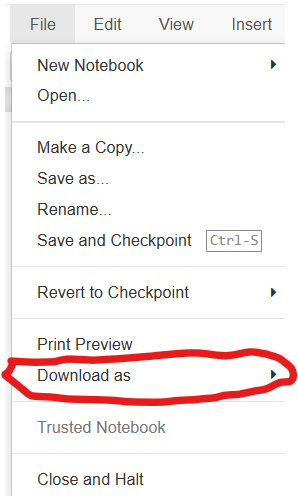 File Edit View Insert
New Notebook
Open...
Make a Copy...
Save as...
Rename...
Save and Checkpoint Ctrl-S
Revert to Checkpoint
Print Preview
Download as
Trusted Notebook
Close and Halt